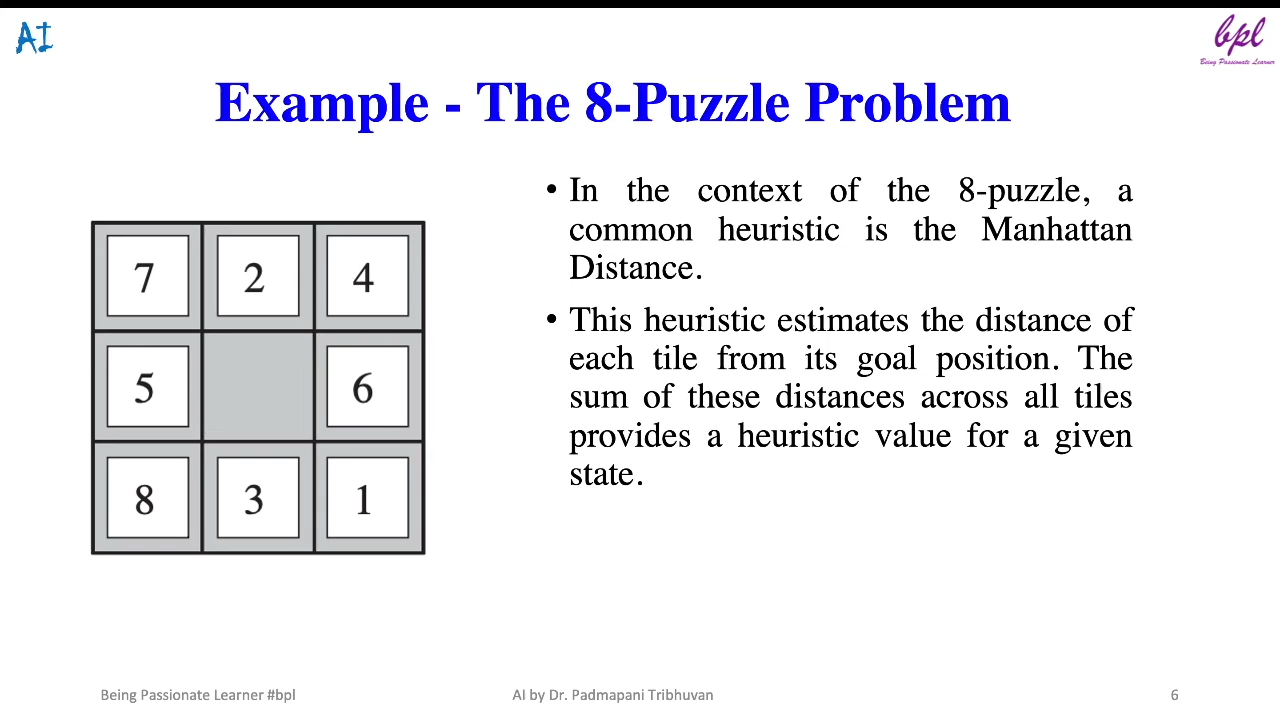 AI
bpl
Being Passionate Learner
Example - The 8-Puzzle Problem
7 2 4
5 6
8 3 1
• In the context of the 8-puzzle, a
common heuristic is the Manhattan
Distance.
• This heuristic estimates the distance of
each tile from its goal position. The
sum of these distances across all tiles
provides a heuristic value for a given
state.
Being Passionate Learner #bpl
AI by Dr. Padmapani Tribhuvan
6